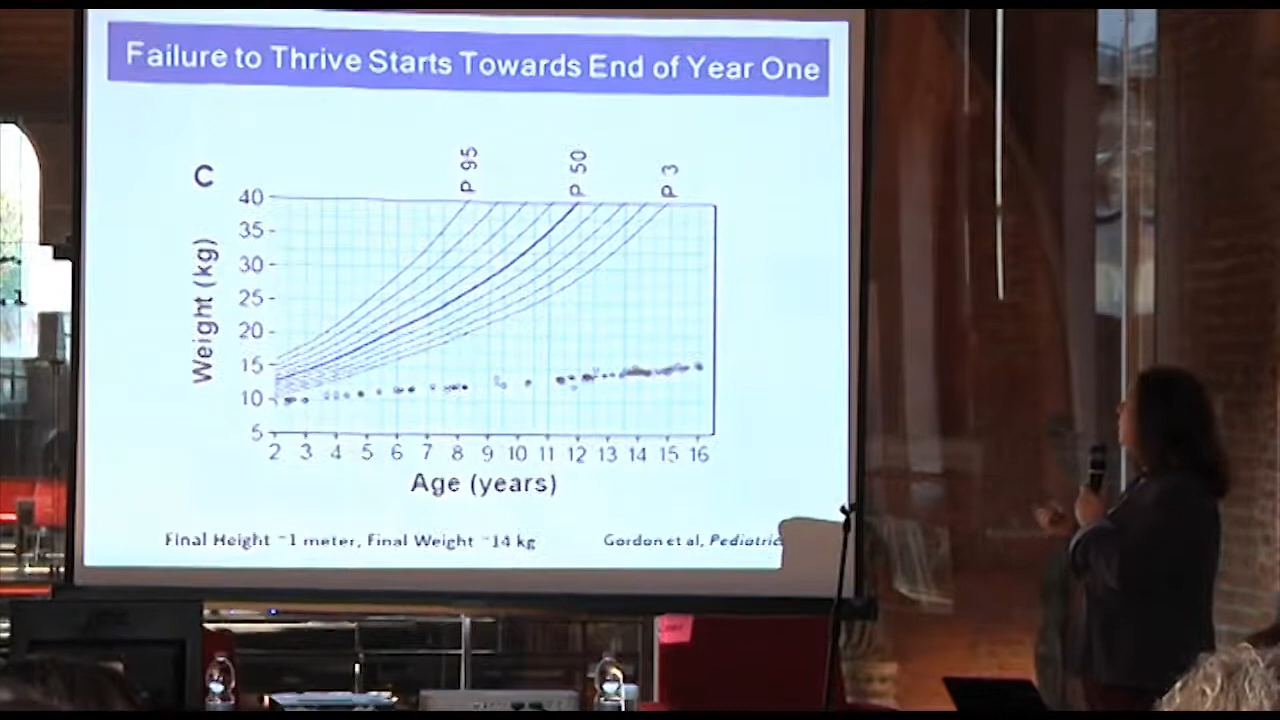 Failure to Thrive Starts Towards End of Year One
C
P 95
P 50
P 3
Weight (kg)
40
35
30
25
20
15
10
5
2 3 4 5 6 7 8 9 10 11 12 13 14 15 16
Age (years)
Final Height ~1 meter, Final Weight ~14 kg
Gordon et al, Pediatric